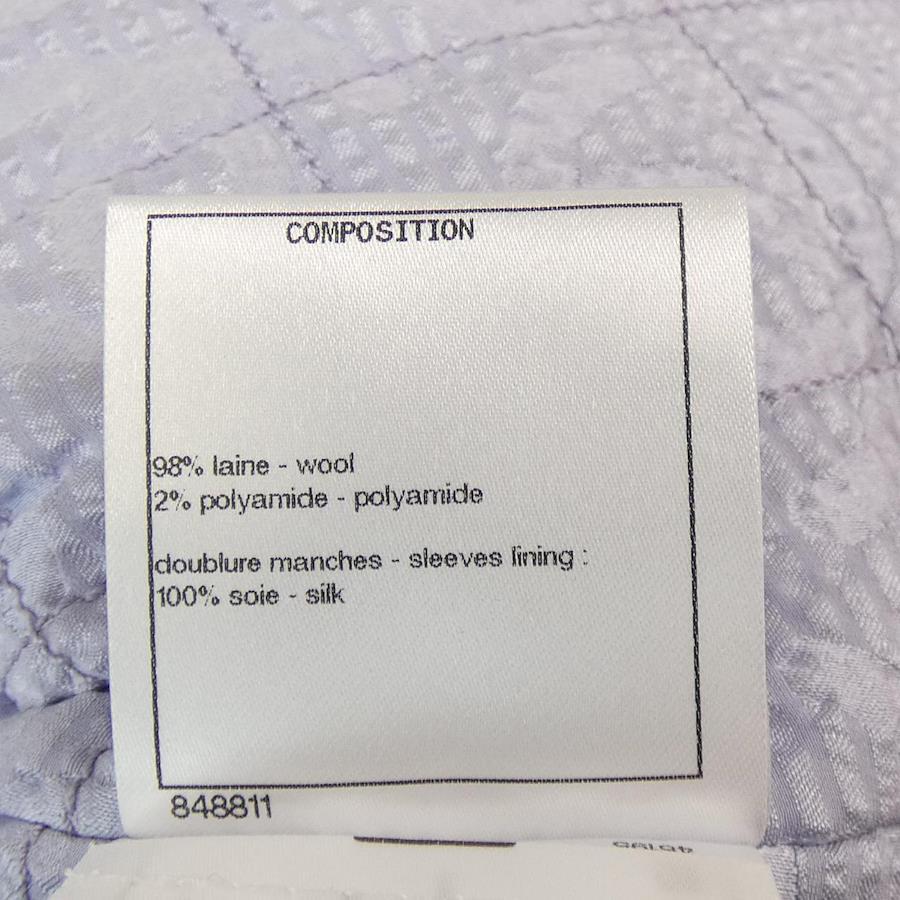 COMPOSITION
98% laine - wool
2% polyamide - polyamide
doublure manches - sleeves lining :
100% soie - silk
848811